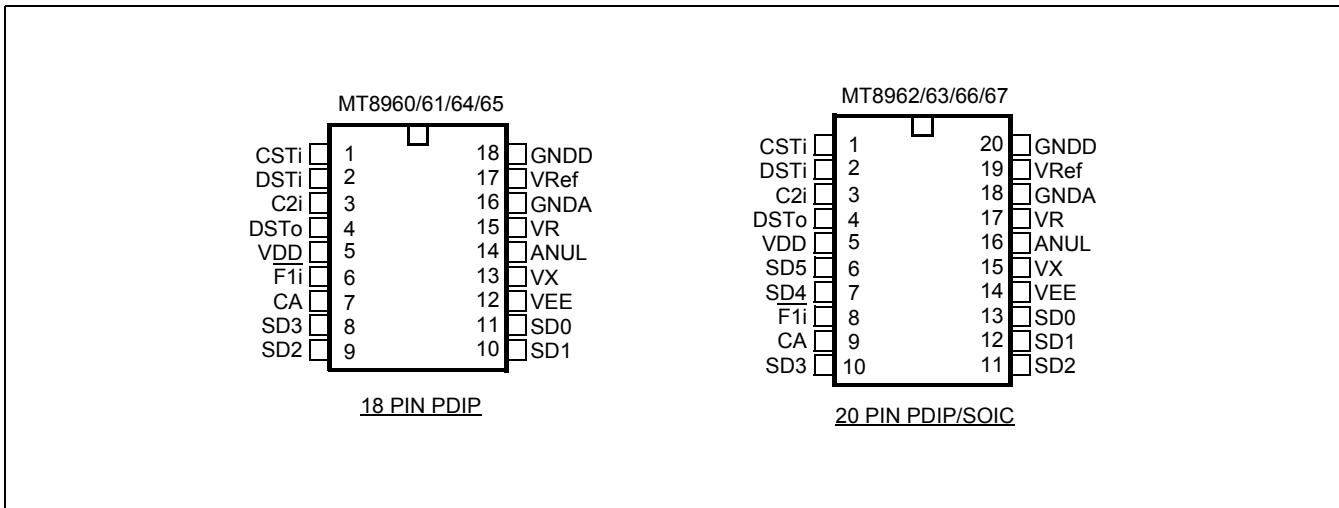 MT8960/61/64/65
CSTi 1 18 GNDD
DSTi 2 17 VRef
C2i 3 16 GNDA
DSTo 4 15 VR
VDD 5 14 ANUL
F1i 6 13 VX
CA 7 12 VEE
SD3 8 11 SD0
SD2 9 10 SD1
18 PIN PDIP
MT8962/63/66/67
CSTi 1 20 GNDD
DSTi 2 19 VRef
C2i 3 18 GNDA
DSTo 4 17 VR
VDD 5 16 ANUL
SD5 6 15 VX
SD4 7 14 VEE
F1i 8 13 SD0
CA 9 12 SD1
SD3 10 11 SD2
20 PIN PDIP/SOIC